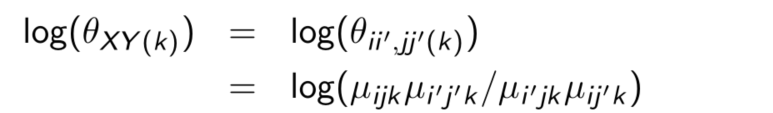 log(θ_{XY(k)}) = log(θ_{ii′,jj′(k)})
= log(μ_{ijk}μ_{i′j′k}/μ_{i′jk}μ_{ij′k})